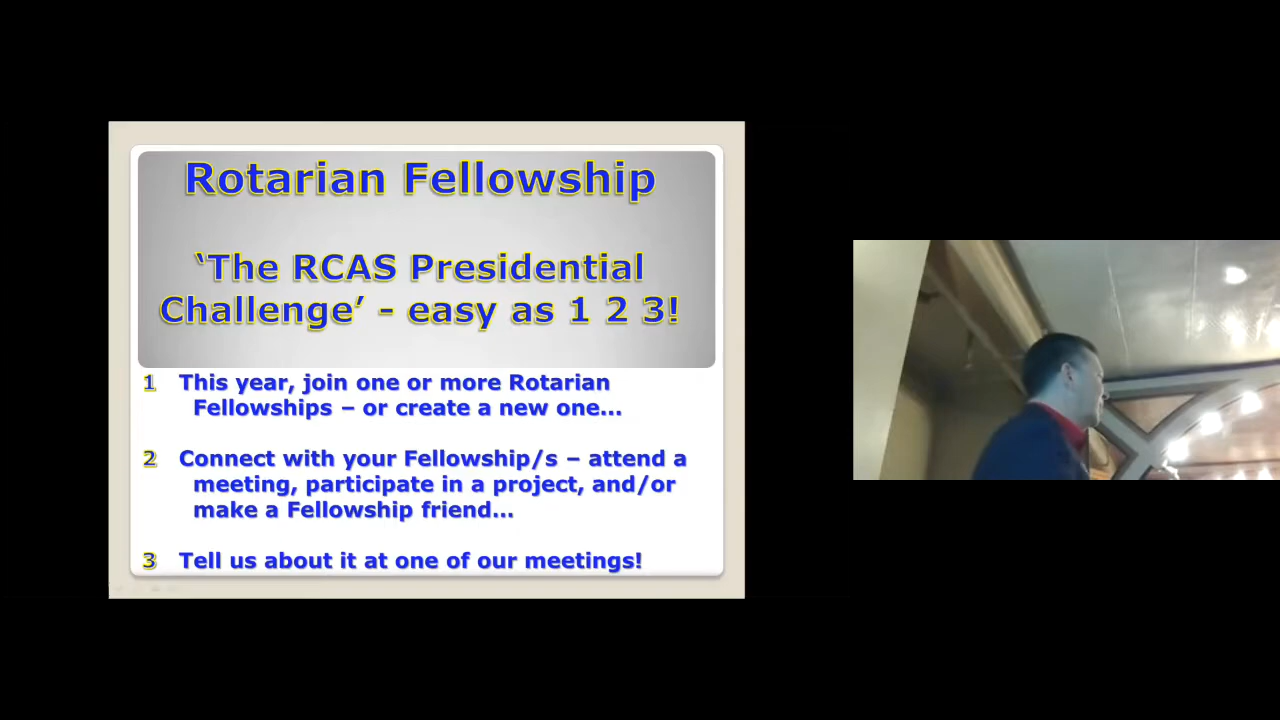 Rotarian Fellowship
‘The RCAS Presidential
Challenge’ - easy as 1 2 3!
1 This year, join one or more Rotarian
Fellowships – or create a new one...
2 Connect with your Fellowship/s – attend a
meeting, participate in a project, and/or
make a Fellowship friend...
3 Tell us about it at one of our meetings!